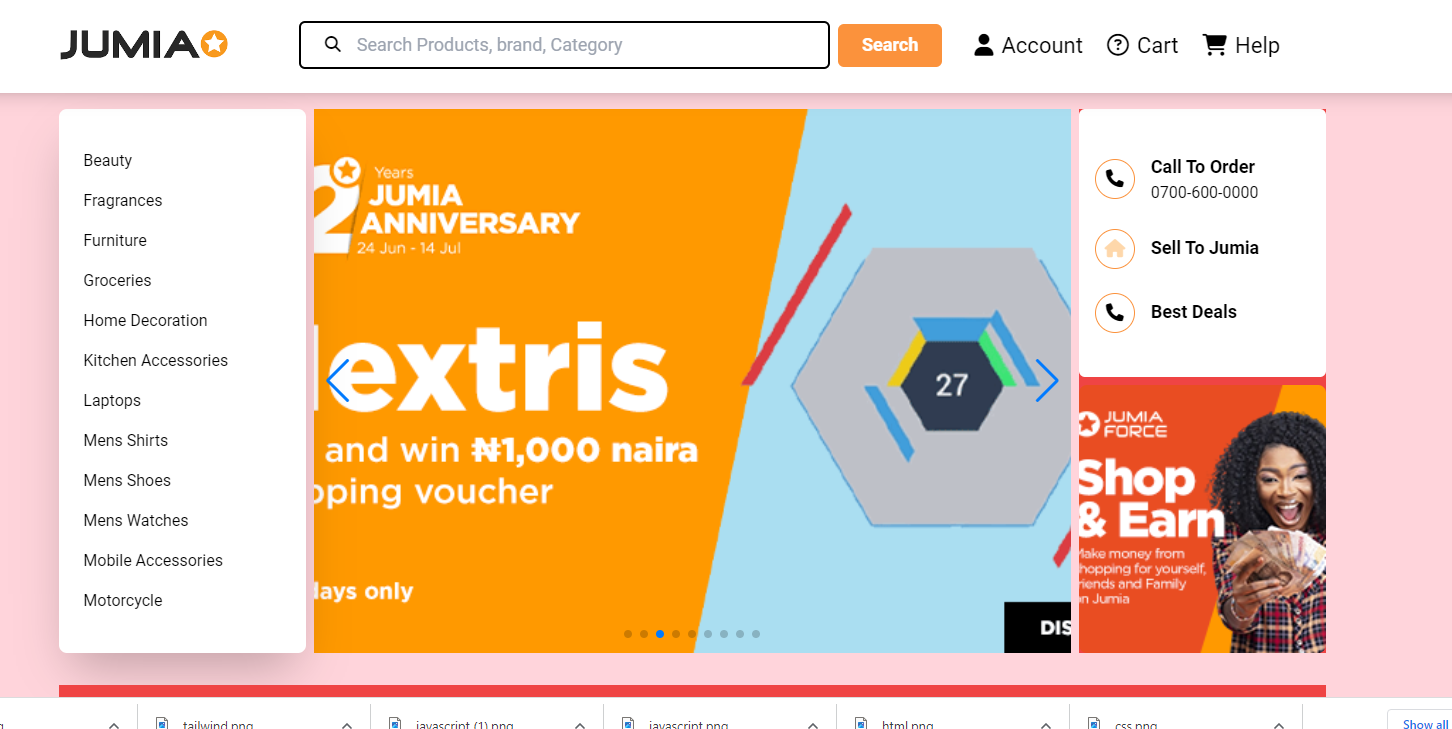 JUMIA
Search Products, brand, Category
Search
Account
Cart
Help
Beauty
Fragrances
Furniture
Groceries
Home Decoration
Kitchen Accessories
Laptops
Mens Shirts
Mens Shoes
Mens Watches
Mobile Accessories
Motorcycle
2 Years
JUMIA
ANNIVERSARY
24 Jun - 14 Jul
extris
and win ₦1,000 naira
pping voucher
days only
27
DIS
Call To Order
0700-600-0000
Sell To Jumia
Best Deals
JUMIA
FORCE
Shop
& Earn
Make money from
hopping for yourself,
riends and Family
on Jumia
tailwind.png
javascript (1).png
javascript.png
html.png
css.png
Show all